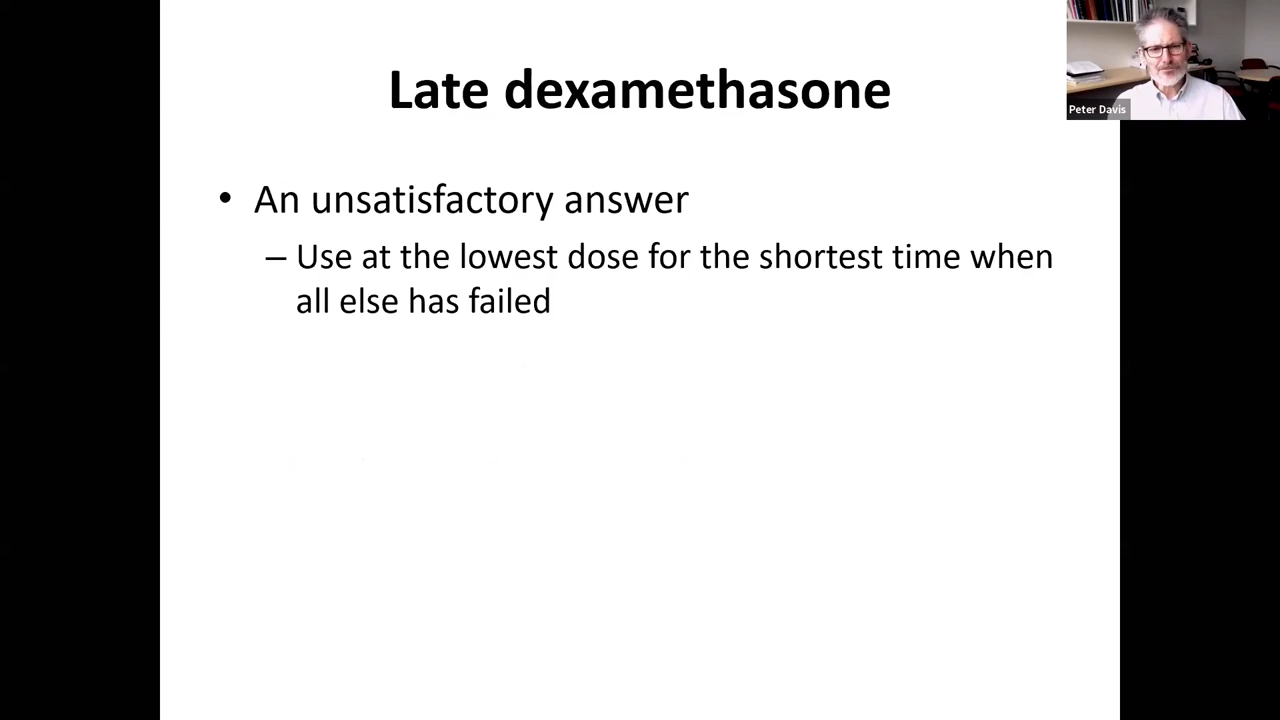 Late dexamethasone
Peter Davis
• An unsatisfactory answer
– Use at the lowest dose for the shortest time when
all else has failed